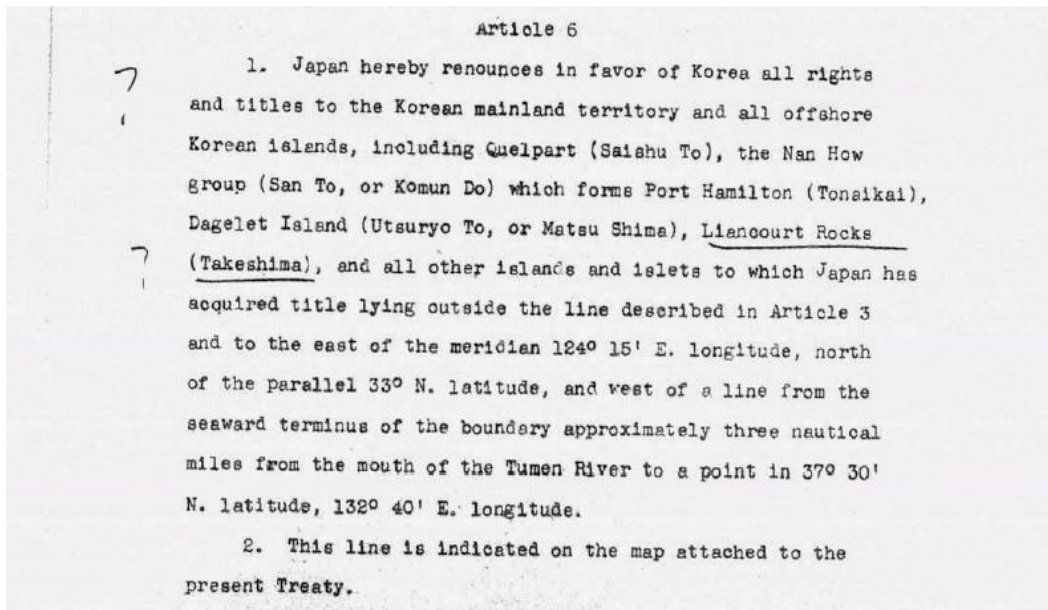 Article 6
1. Japan hereby renounces in favor of Korea all rights
and titles to the Korean mainland territory and all offshore
Korean islands, including Quelpart (Saishu To), the Nan How
group (San To, or Komun Do) which forms Port Hamilton (Tonaikai),
Dagelet Island (Utsuryo To, or Matsu Shima), Liancourt Rocks
(Takeshima), and all other islands and islets to which Japan has
acquired title lying outside the line described in Article 3
and to the east of the meridian 124° 15' E. longitude, north
of the parallel 33° N. latitude, and west of a line from the
seaward terminus of the boundary approximately three nautical
miles from the mouth of the Tumen River to a point in 37° 30'
N. latitude, 132° 40' E. longitude.
2. This line is indicated on the map attached to the
present Treaty.